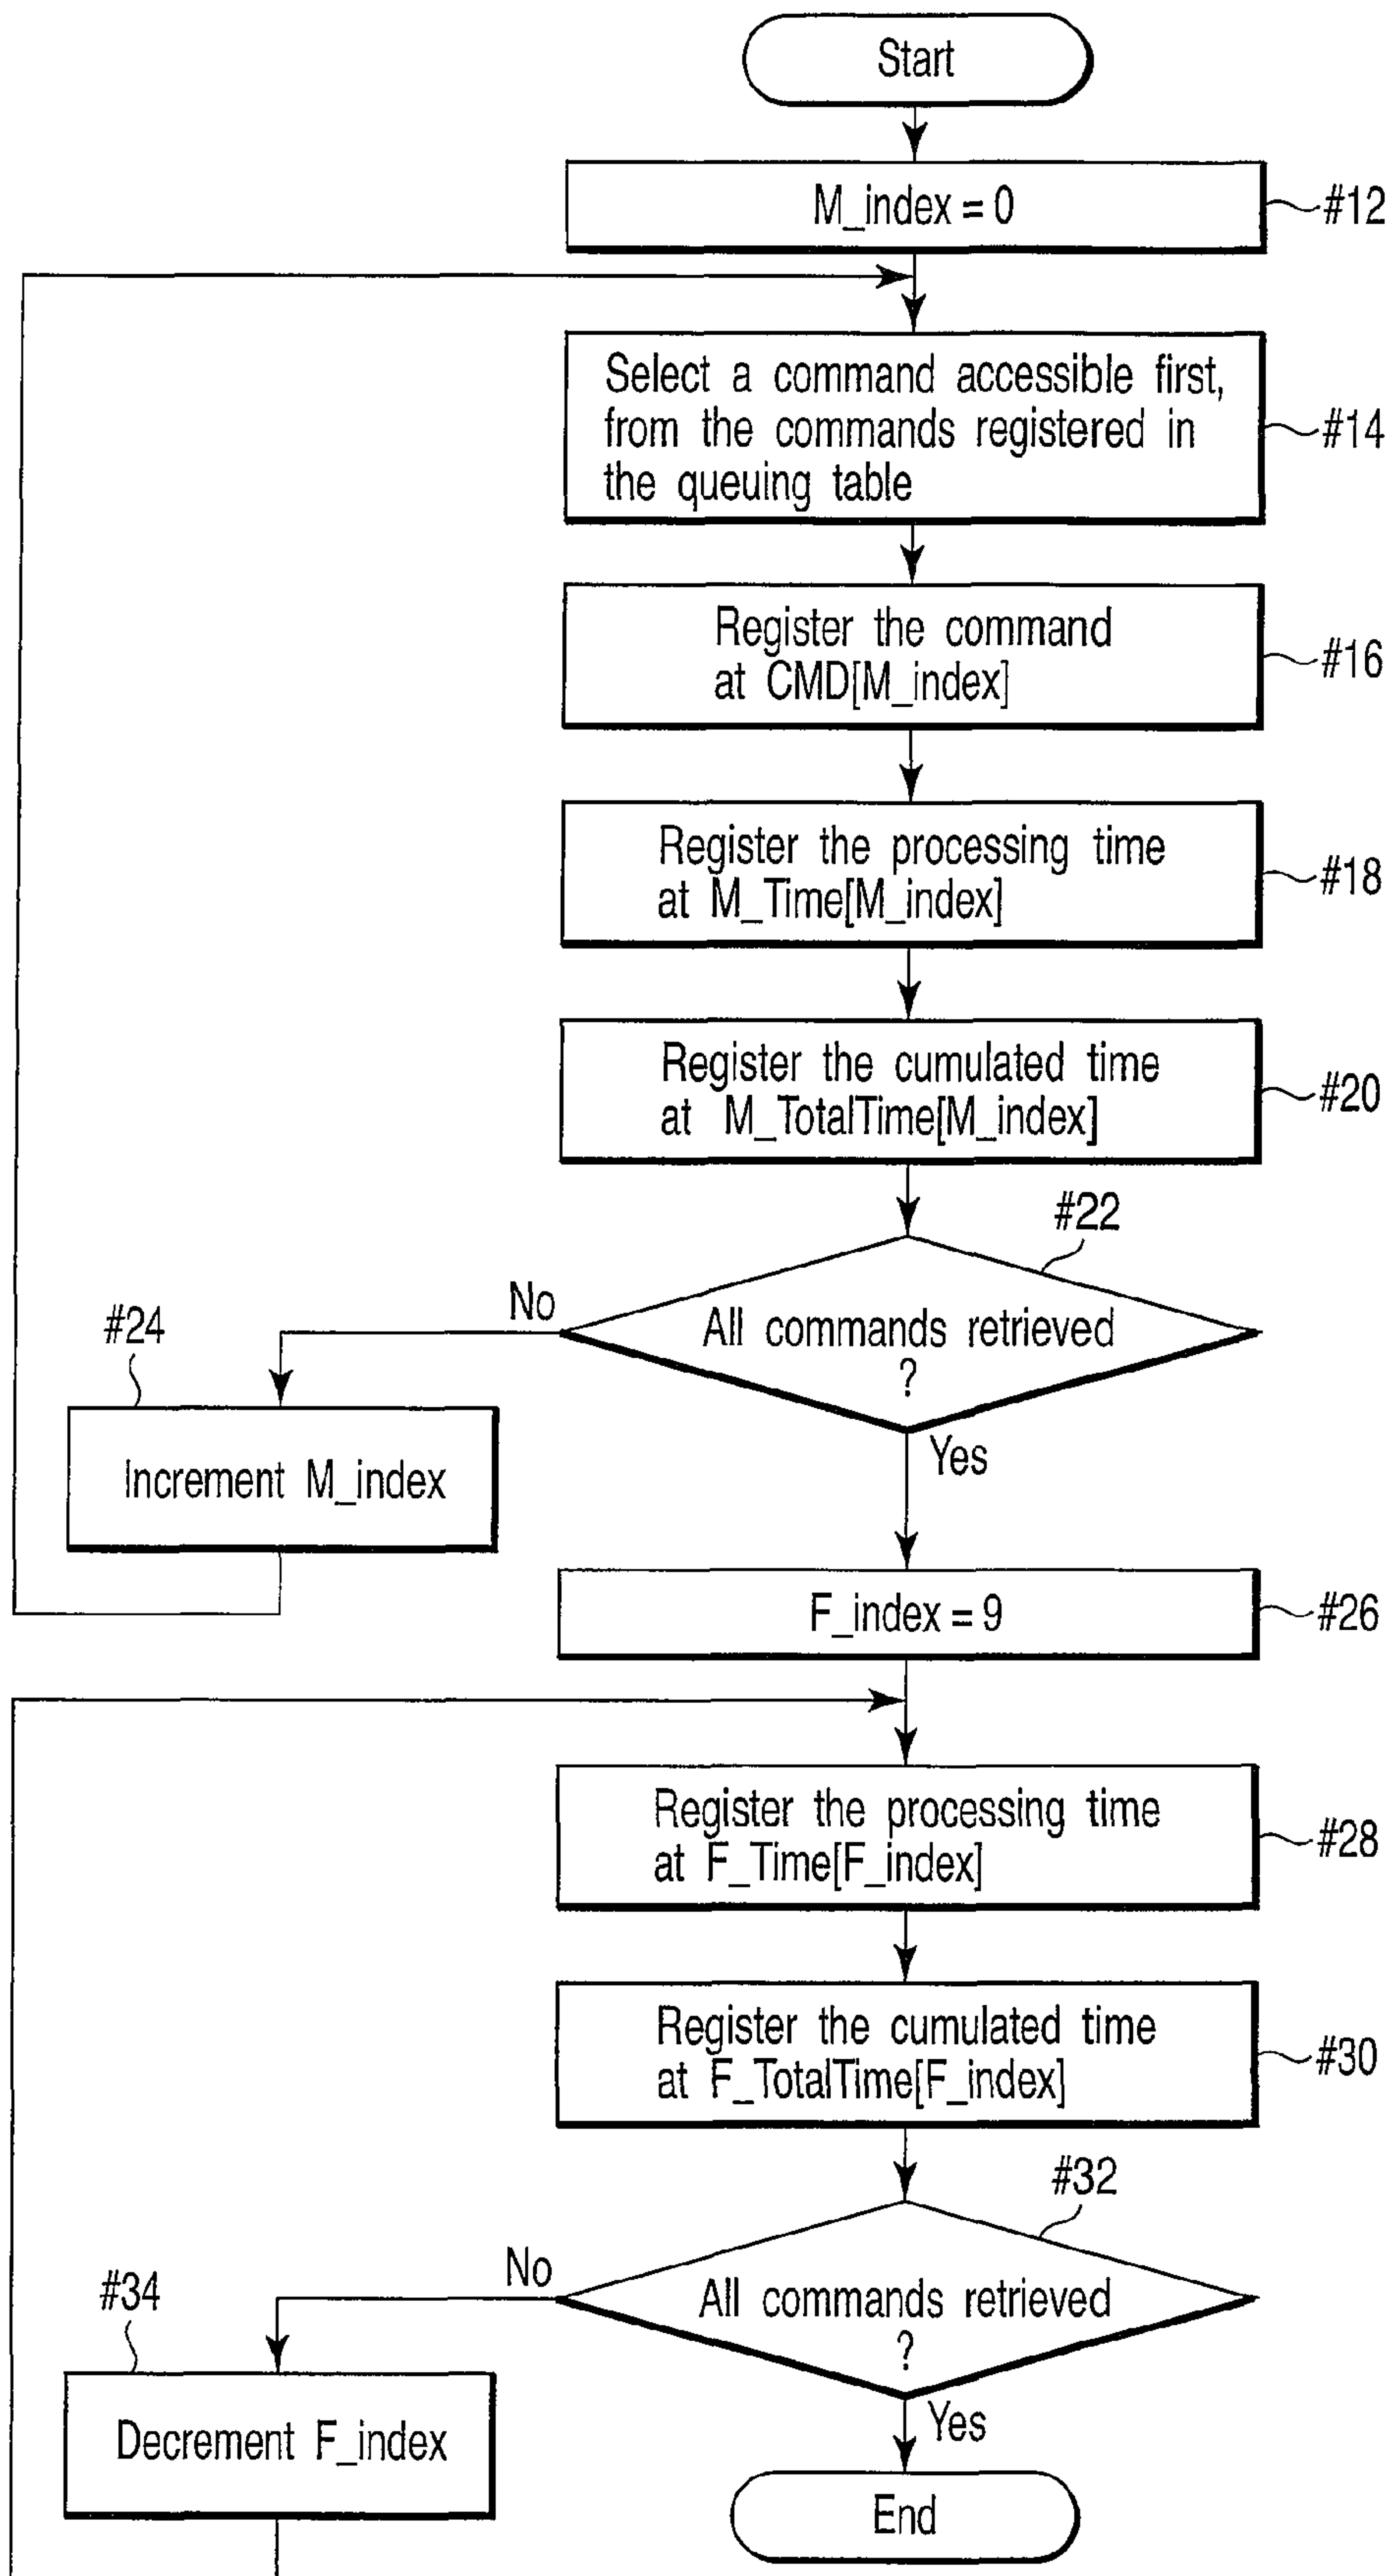 Start
M_index = 0
#12
Select a command accessible first,
from the commands registered in
the queuing table
#14
Register the command
at CMD[M_index]
#16
Register the processing time
at M_Time[M_index]
#18
Register the cumulated time
at M_TotalTime[M_index]
#20
#22
All commands retrieved
?
No
Yes
#24
Increment M_index
F_index = 9
#26
Register the processing time
at F_Time[F_index]
#28
Register the cumulated time
at F_TotalTime[F_index]
#30
#32
All commands retrieved
?
No
Yes
#34
Decrement F_index
End